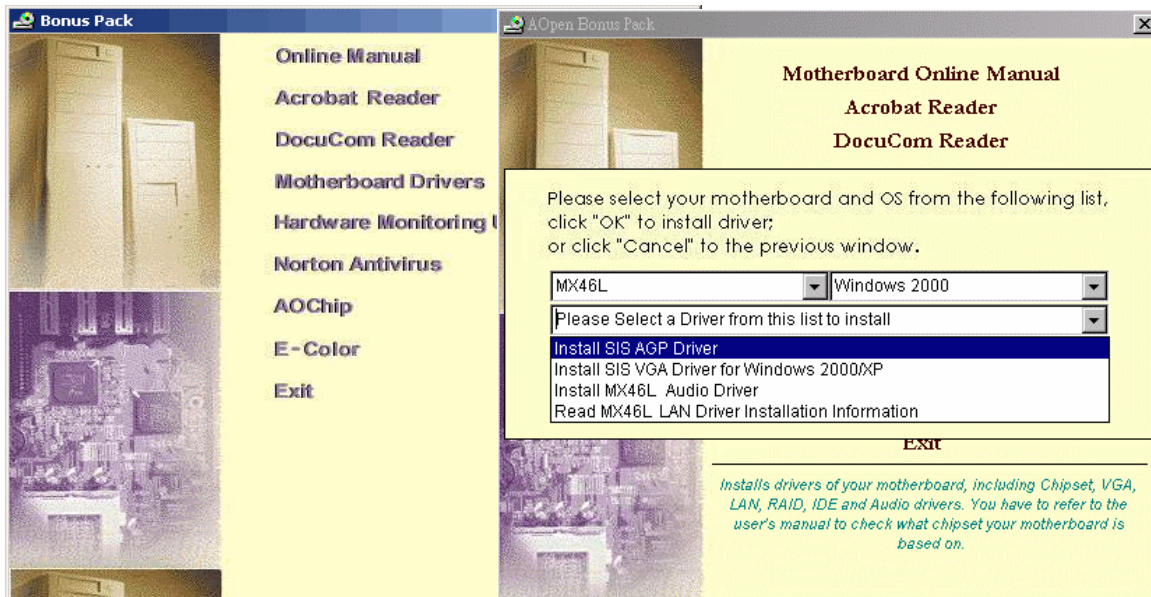 Bonus Pack
Online Manual
Acrobat Reader
DocuCom Reader
Motherboard Drivers
Hardware Monitoring
Norton Antivirus
AOChip
E-Color
Exit
AOpen Bonus Pack
Motherboard Online Manual
Acrobat Reader
DocuCom Reader
Please select your motherboard and OS from the following list,
click "OK" to install driver;
or click "Cancel" to the previous window.
MX46L Windows 2000
Please Select a Driver from this list to install
Install SIS AGP Driver
Install SIS VGA Driver for Windows 2000/XP
Install MX46L Audio Driver
Read MX46L LAN Driver Installation Information
Exit
Installs drivers of your motherboard, including Chipset, VGA,
LAN, RAID, IDE and Audio drivers. You have to refer to the
user's manual to check what chipset your motherboard is
based on.